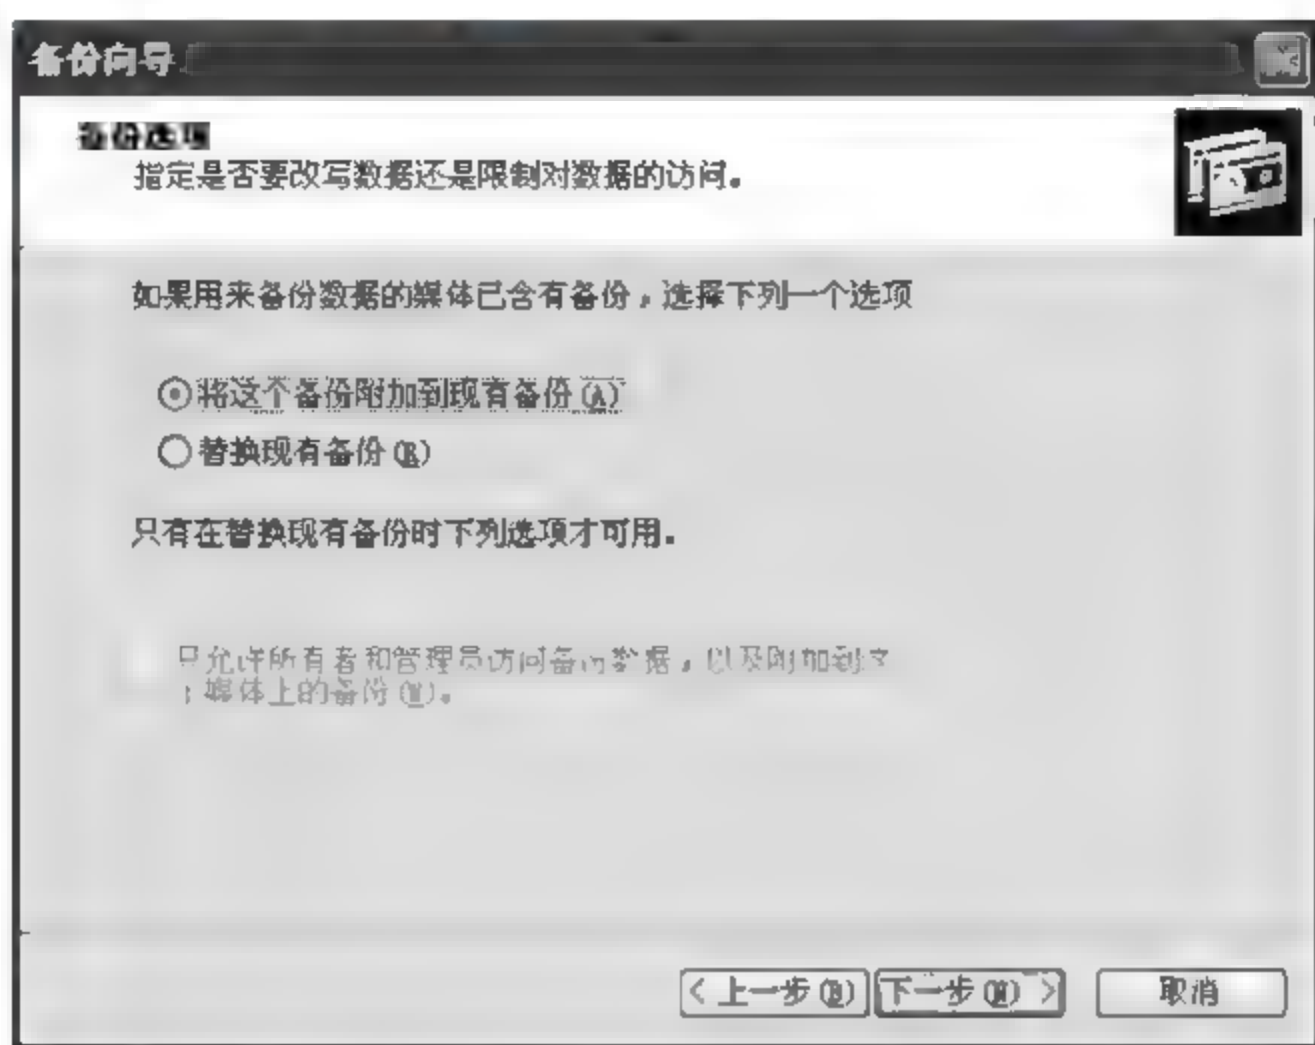 备份向导
备份选项
指定是否要改写数据还是限制对数据的访问。
如果用来备份数据的媒体已含有备份，选择下列一个选项
将这个备份附加到现有备份(A)
替换现有备份(R)
只有在替换现有备份时下列选项才可用。
只允许所有者和管理员访问备份数据，以及附加到这
个媒体上的备份(W)。
<上一步(B) 下一步(N)> 取消